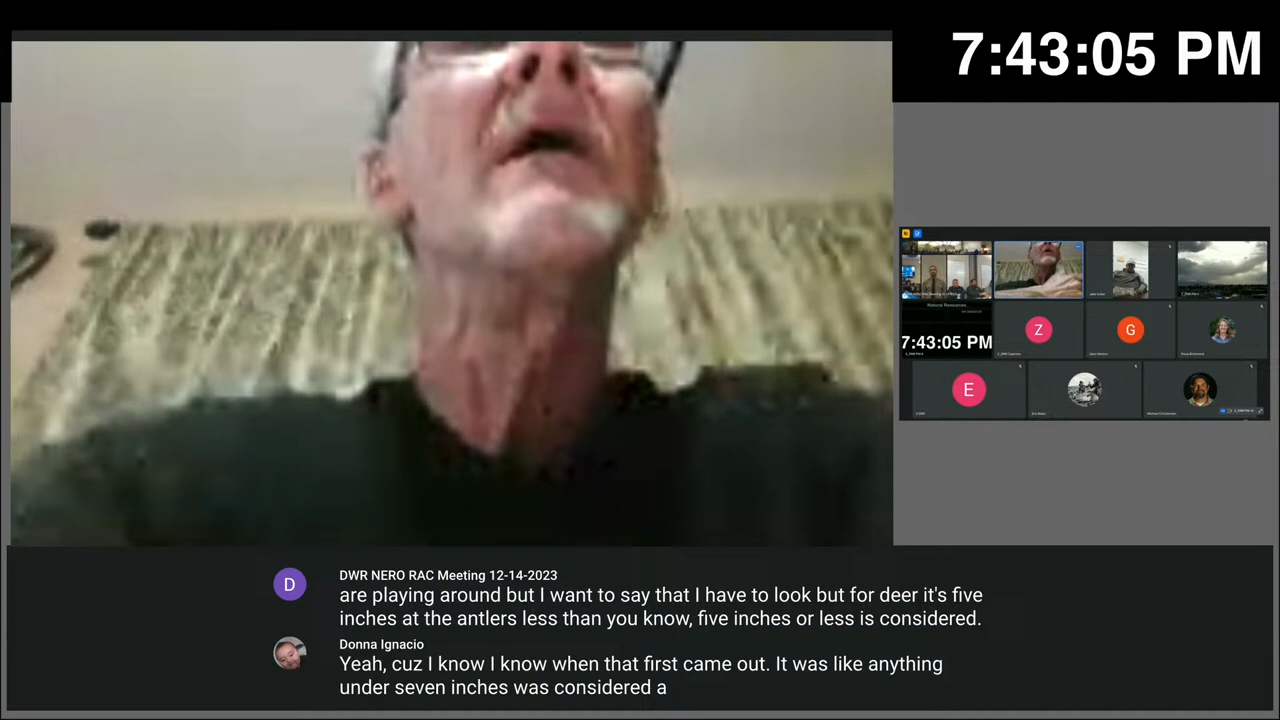 7:43:05 PM
Natural Resources
7:43:05 PM
Z
G
E
D
DWR NERO RAC Meeting 12-14-2023
are playing around but I want to say that I have to look but for deer it's five
inches at the antlers less than you know, five inches or less is considered.
Donna Ignacio
Yeah, cuz I know I know when that first came out. It was like anything
under seven inches was considered a